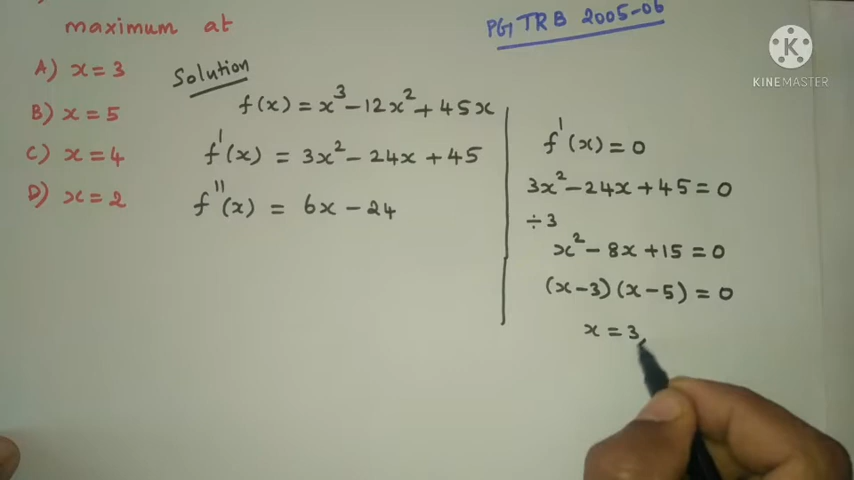 maximum at
PG TRB 2005-06
A) x = 3
B) x = 5
C) x = 4
D) x = 2
Solution
f(x) = x³ - 12x² + 45x
f'(x) = 3x² - 24x + 45
f''(x) = 6x - 24
f'(x) = 0
3x² - 24x + 45 = 0
÷3
x² - 8x + 15 = 0
(x - 3)(x - 5) = 0
x = 3,
K
KINEMASTER